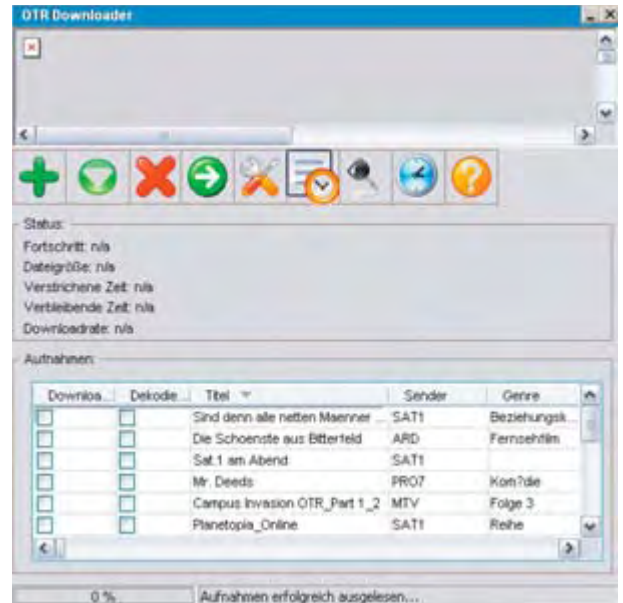 OTR Downloader
Status:
Fortschritt: n/a
Dateigröße: n/a
Verstrichene Zeit: n/a
Verbleibende Zeit: n/a
Downloadrate: n/a
Aufnahmen:
Downloa... Dekodie... Titel Sender Genre
Sind denn alle netten Maenner ... SAT1 Beziehungsk...
Die Schoenste aus Bitterfeld ARD Fernsehfilm
Sat.1 am Abend SAT1
Mr. Deeds PRO7 Kom?die
Campus Invasion OTR_Part 1_2 MTV Folge 3
Planetopia_Online SAT1 Reihe
0 % Aufnahmen erfolgreich ausgelesen...